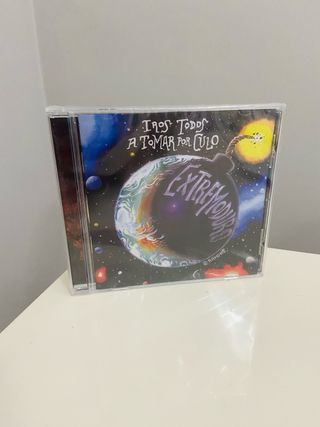 IROS TODOS
A TOMAR POR CULO
EXTREMODURO